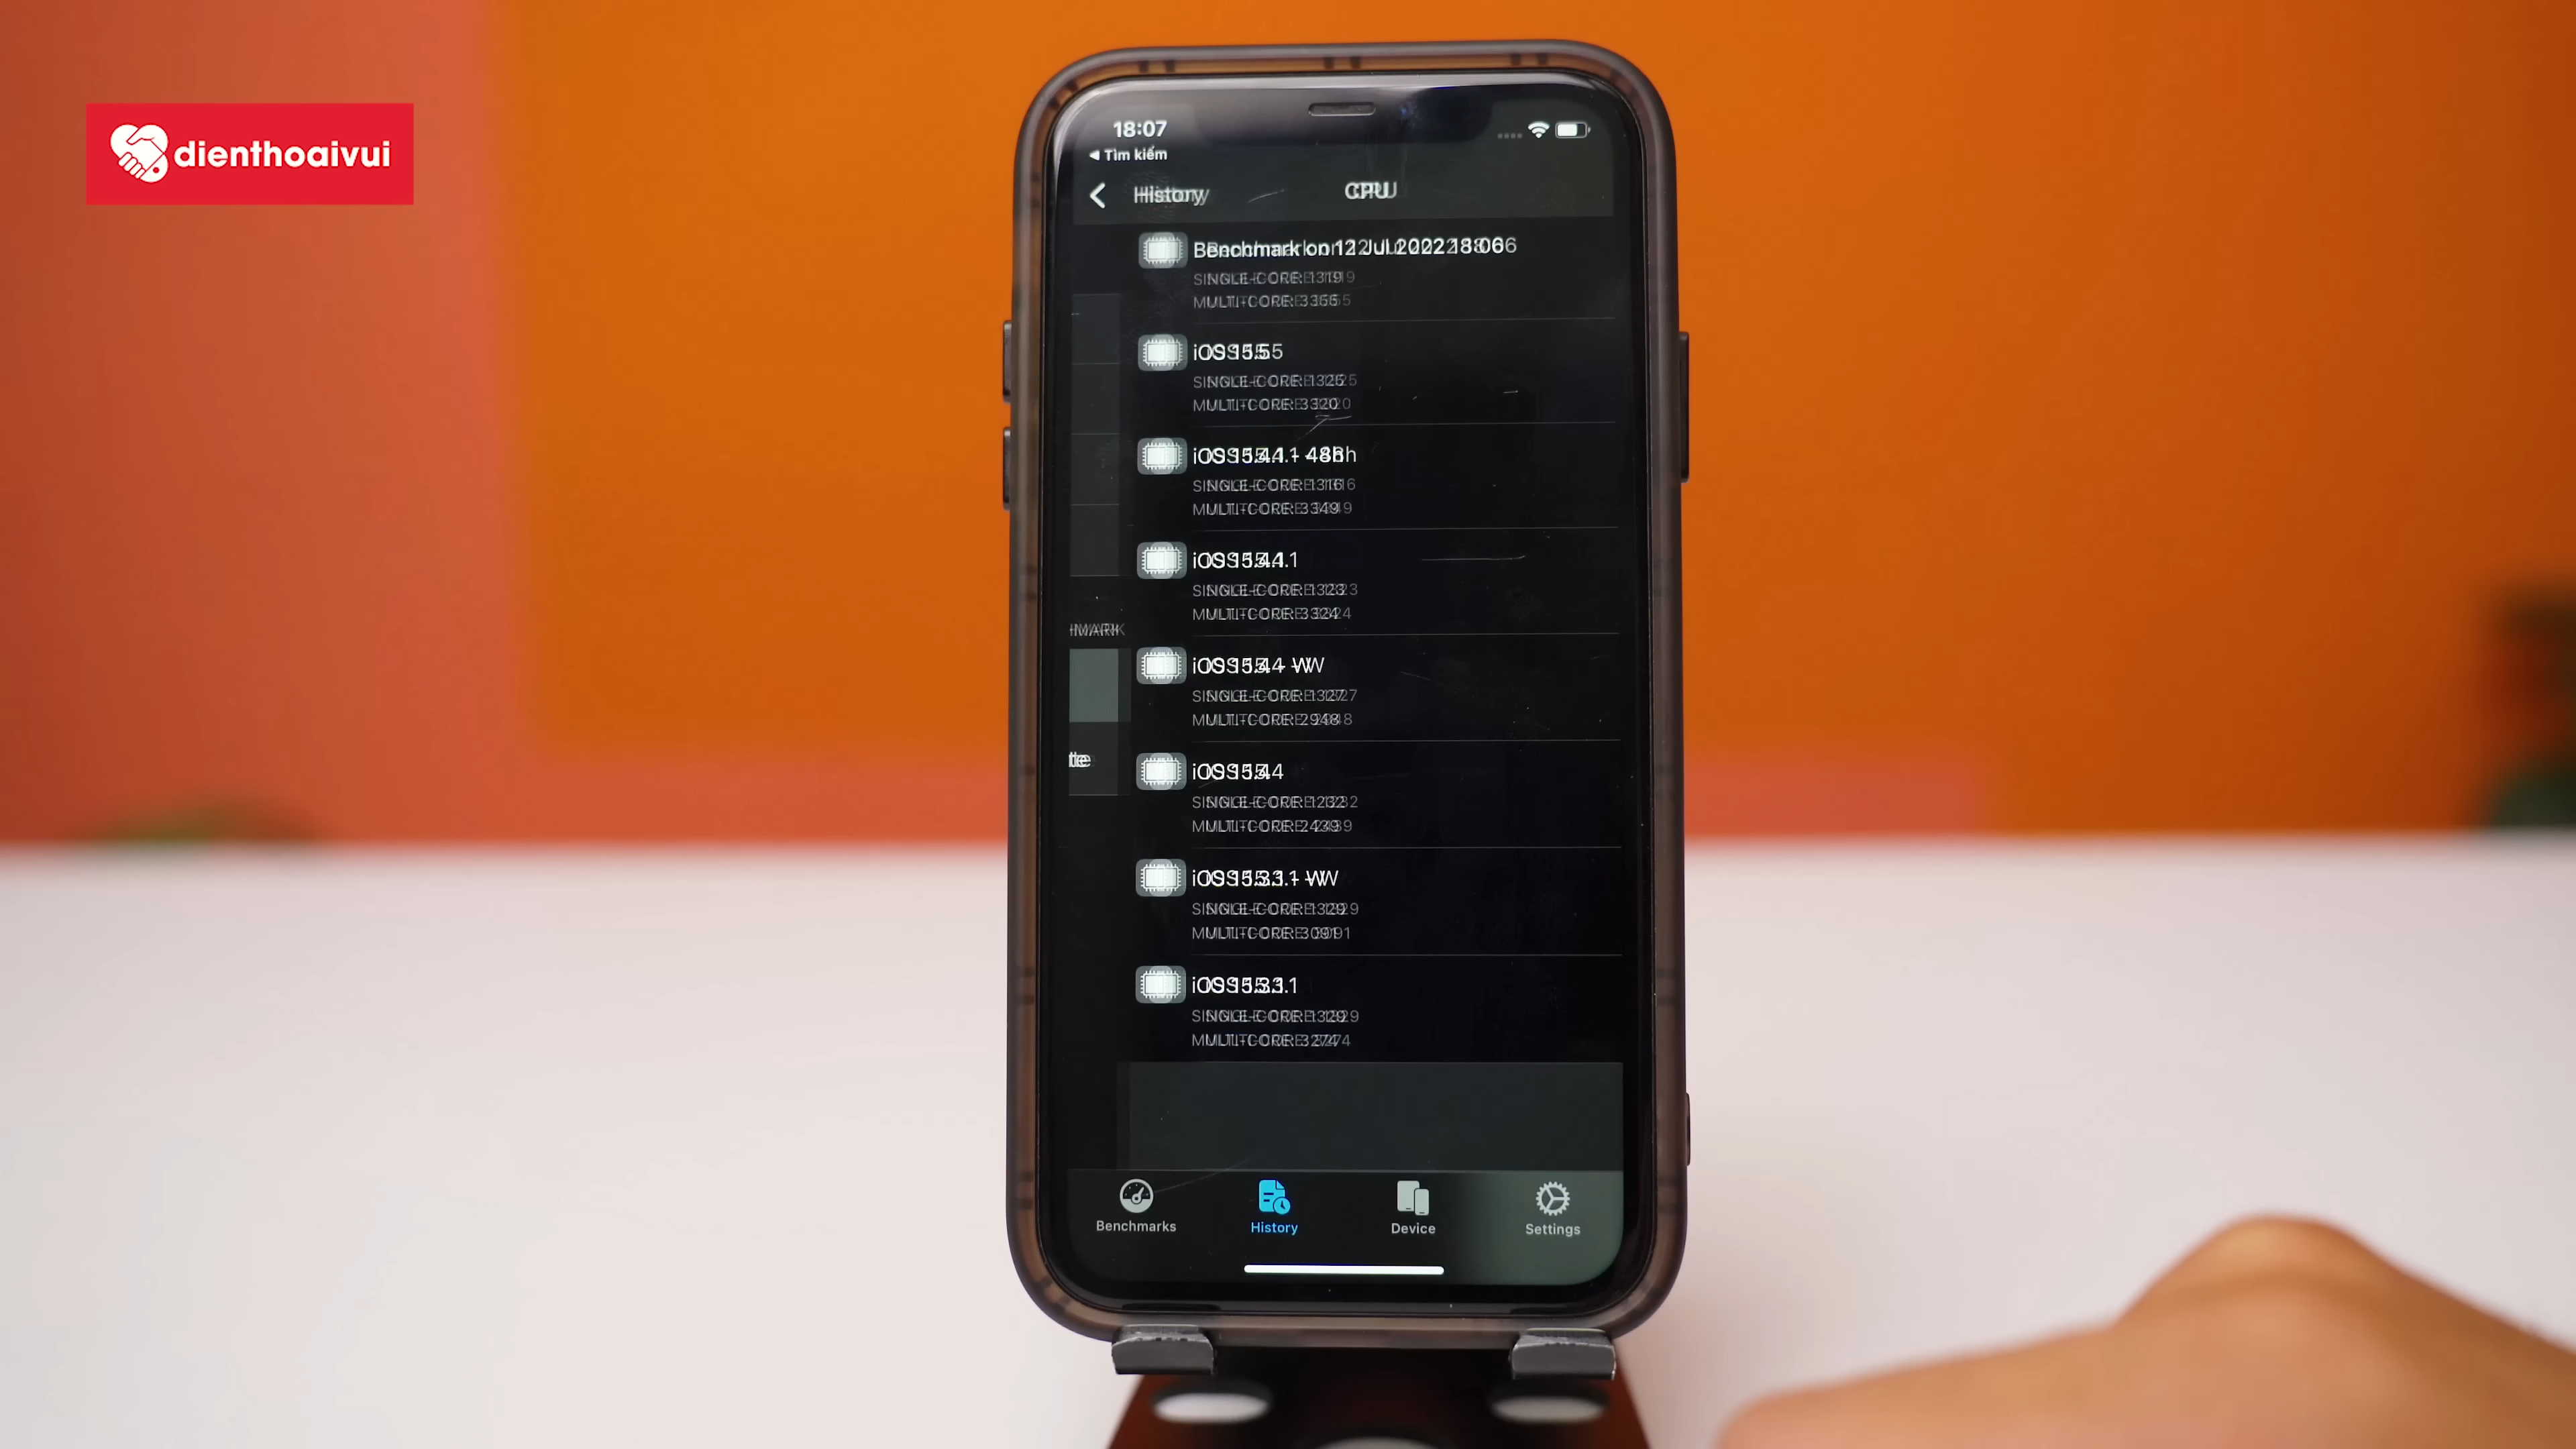 dienthoaivui
18:07
◀ Tìm kiếm
History
CPU
Benchmark on 12 Jul 2022 18:06
SINGLE-CORE: 1319
MULTI-CORE: 3355
iOS 15.5
SINGLE-CORE: 1325
MULTI-CORE: 3320
iOS 15.4.1 - 48h
SINGLE-CORE: 1316
MULTI-CORE: 3349
iOS 15.4.1
SINGLE-CORE: 1323
MULTI-CORE: 3324
iOS 15.4 - W
SINGLE-CORE: 1327
MULTI-CORE: 2948
iOS 15.4
SINGLE-CORE: 1232
MULTI-CORE: 2439
iOS 15.3.1 - W
SINGLE-CORE: 1329
MULTI-CORE: 3091
iOS 15.3.1
SINGLE-CORE: 1329
MULTI-CORE: 3274
Benchmarks
History
Device
Settings